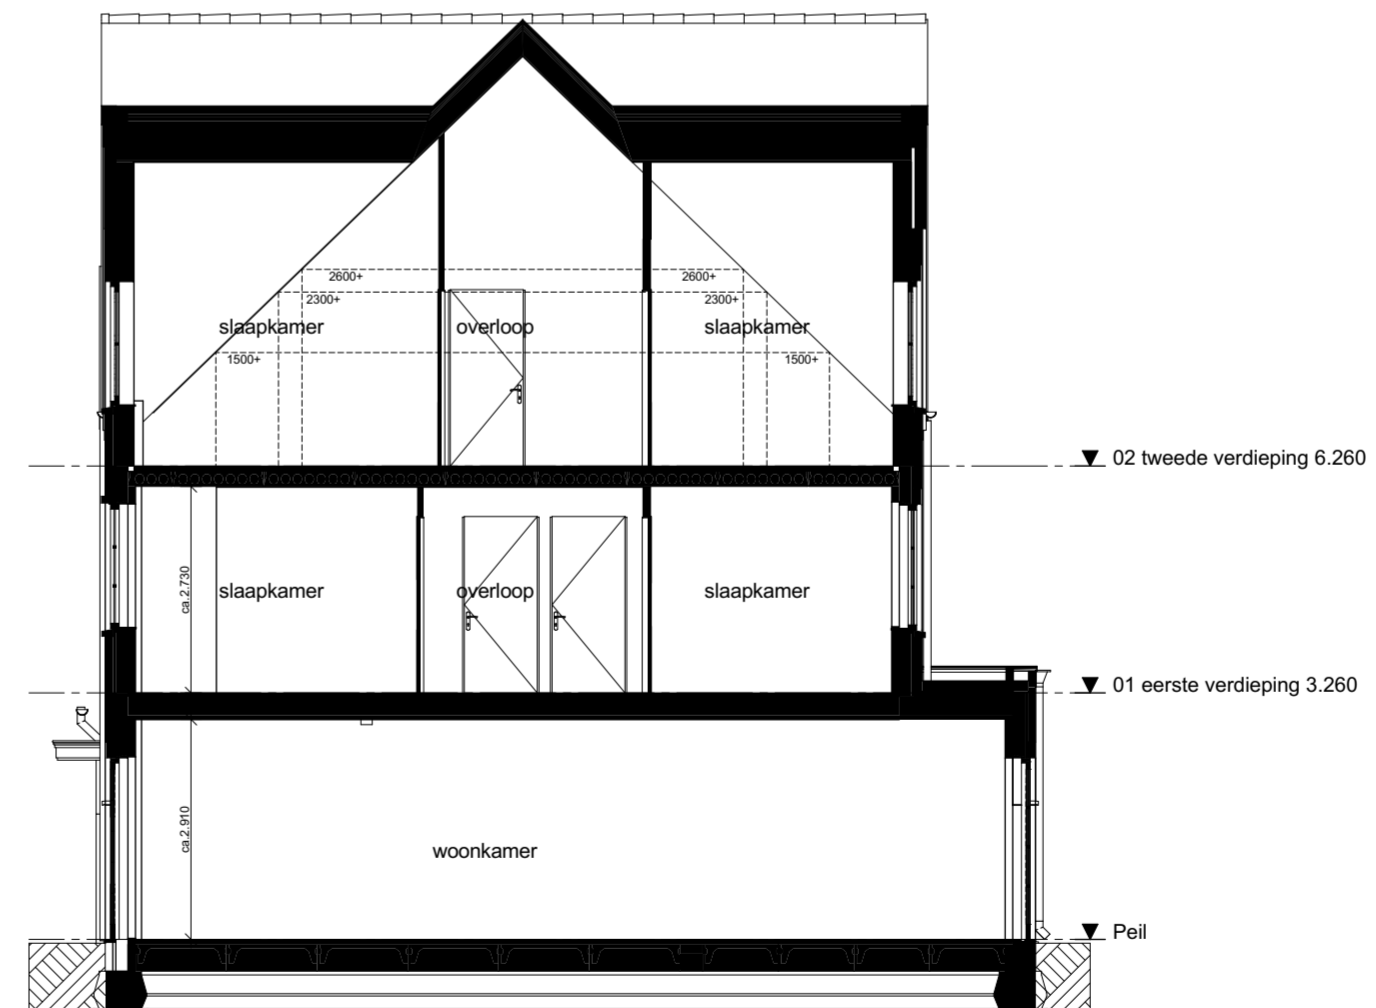 2600+ 2600+
2300+ 2300+
slaapkamer overloop slaapkamer
1500+ 1500+
02 tweede verdieping 6.260
ca.2.730
slaapkamer overloop slaapkamer
01 eerste verdieping 3.260
ca.2.910
woonkamer
Peil